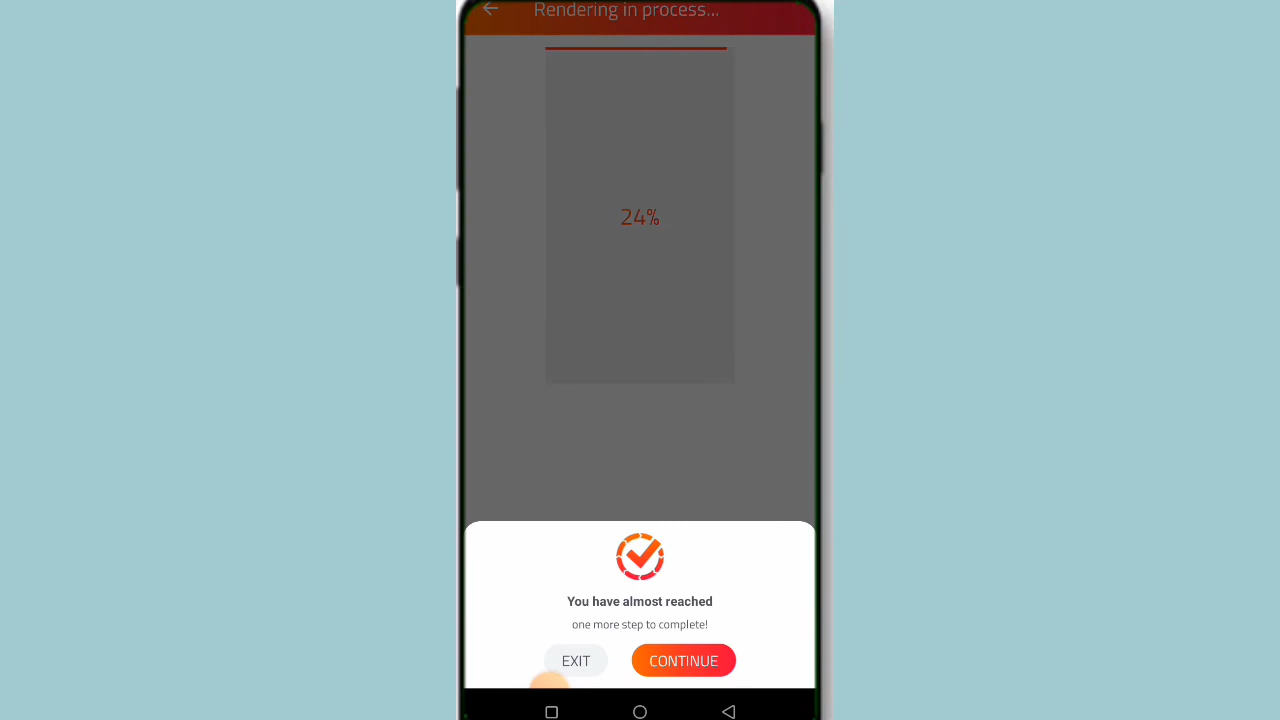 Rendering in process...
24%
You have almost reached
one more step to complete!
EXIT
CONTINUE